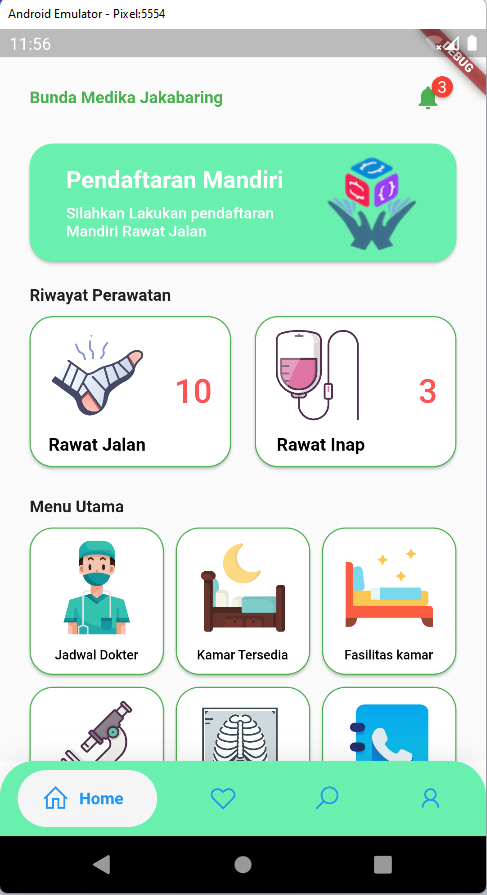 Android Emulator - Pixel:5554
11:56
DEBUG
Bunda Medika Jakabaring
3
Pendaftaran Mandiri
Silahkan Lakukan pendaftaran
Mandiri Rawat Jalan
Riwayat Perawatan
10
3
Rawat Jalan
Rawat Inap
Menu Utama
Jadwal Dokter
Kamar Tersedia
Fasilitas kamar
Home